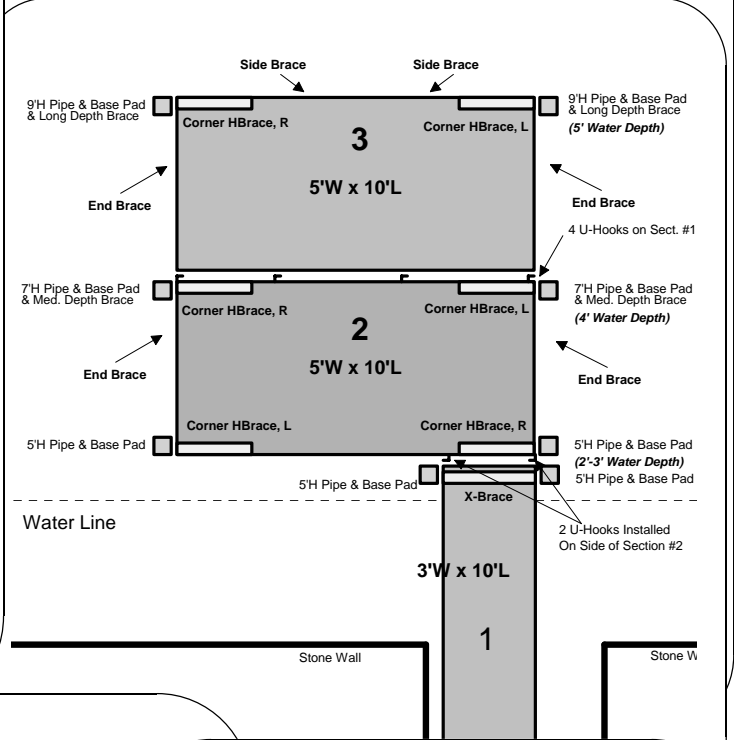 Side Brace
Side Brace
9'H Pipe & Base Pad
& Long Depth Brace
9'H Pipe & Base Pad
& Long Depth Brace
(5' Water Depth)
Corner HBrace, R
Corner HBrace, L
3
5'W x 10'L
End Brace
End Brace
4 U-Hooks on Sect. #1
7'H Pipe & Base Pad
& Med. Depth Brace
7'H Pipe & Base Pad
& Med. Depth Brace
(4' Water Depth)
Corner HBrace, R
Corner HBrace, L
2
5'W x 10'L
End Brace
End Brace
Corner HBrace, L
Corner HBrace, R
5'H Pipe & Base Pad
5'H Pipe & Base Pad
(2'-3' Water Depth)
5'H Pipe & Base Pad
5'H Pipe & Base Pad
X-Brace
Water Line
2 U-Hooks Installed
On Side of Section #2
3'W x 10'L
1
Stone Wall
Stone W